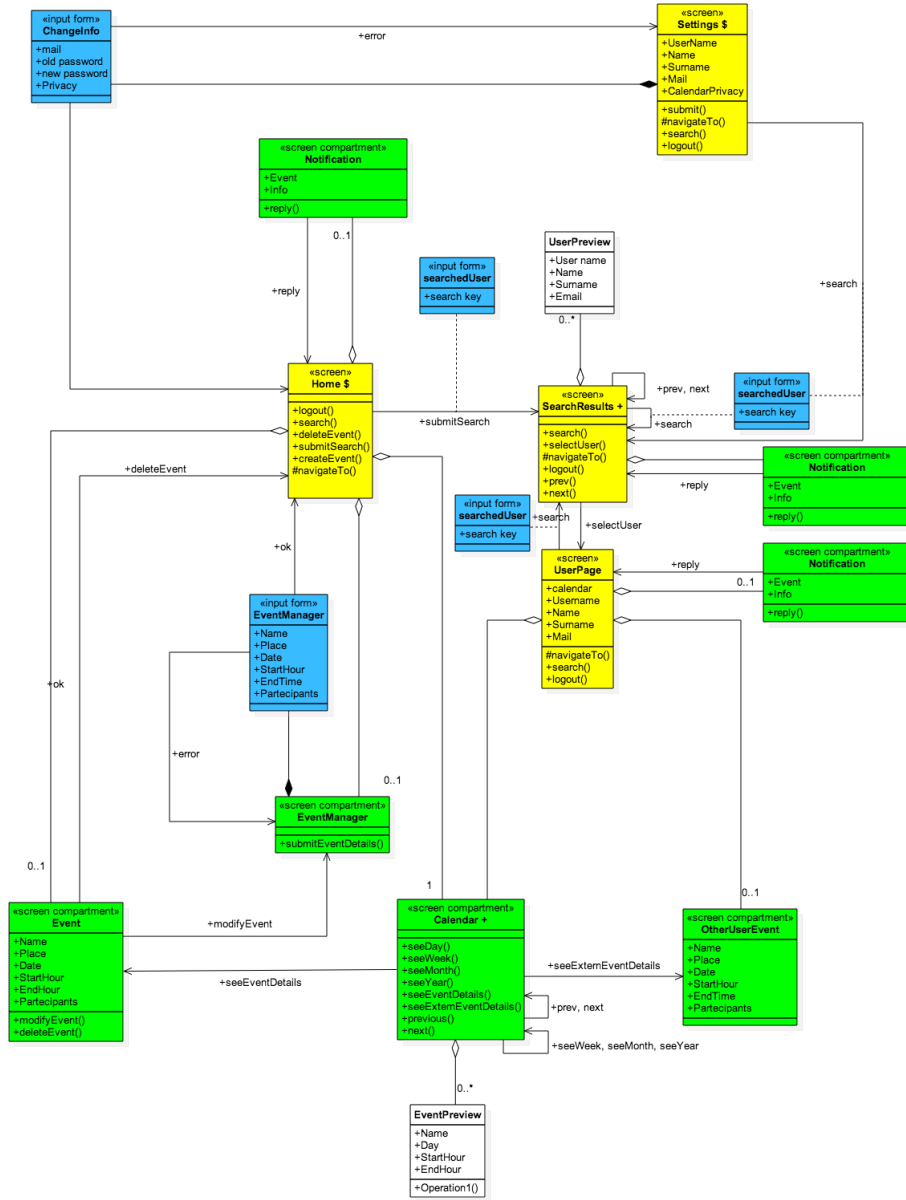 «input form»
ChangeInfo
+mail
+old password
+new password
+Privacy
+error
«screen»
Settings $
+UserName
+Name
+Surname
+Mail
+CalendarPrivacy
+submit()
#navigateTo()
+search()
+logout()
«screen compartment»
Notification
+Event
+Info
+reply()
0..1
+reply
«input form»
searchedUser
+search key
UserPreview
+User name
+Name
+Surname
+Email
0..*
+search
«screen»
Home $
+logout()
+search()
+deleteEvent()
+submitSearch()
+createEvent()
#navigateTo()
+submitSearch
«screen»
SearchResults +
+search()
+selectUser()
#navigateTo()
+logout()
+prev()
+next()
+prev, next
+search
«input form»
searchedUser
+search key
«screen compartment»
Notification
+Event
+Info
+reply()
+reply
+deleteEvent
«input form»
searchedUser
+search key
+search
+selectUser
«screen»
UserPage
+calendar
+Username
+Name
+Surname
+Mail
#navigateTo()
+search()
+logout()
+reply
0..1
«screen compartment»
Notification
+Event
+Info
+reply()
+ok
«input form»
EventManager
+Name
+Place
+Date
+StartHour
+EndTime
+Partecipants
+ok
+error
0..1
«screen compartment»
EventManager
+submitEventDetails()
0..1
1
0..1
«screen compartment»
Event
+Name
+Place
+Date
+StartHour
+EndHour
+Partecipants
+modifyEvent()
+deleteEvent()
+modifyEvent
+seeEventDetails
«screen compartment»
Calendar +
+seeDay()
+seeWeek()
+seeMonth()
+seeYear()
+seeEventDetails()
+seeExternEventDetails()
+previous()
+next()
+seeExternEventDetails
+prev, next
+seeWeek, seeMonth, seeYear
«screen compartment»
OtherUserEvent
+Name
+Place
+Date
+StartHour
+EndTime
+Partecipants
0..*
EventPreview
+Name
+Day
+StartHour
+EndHour
+Operation1()